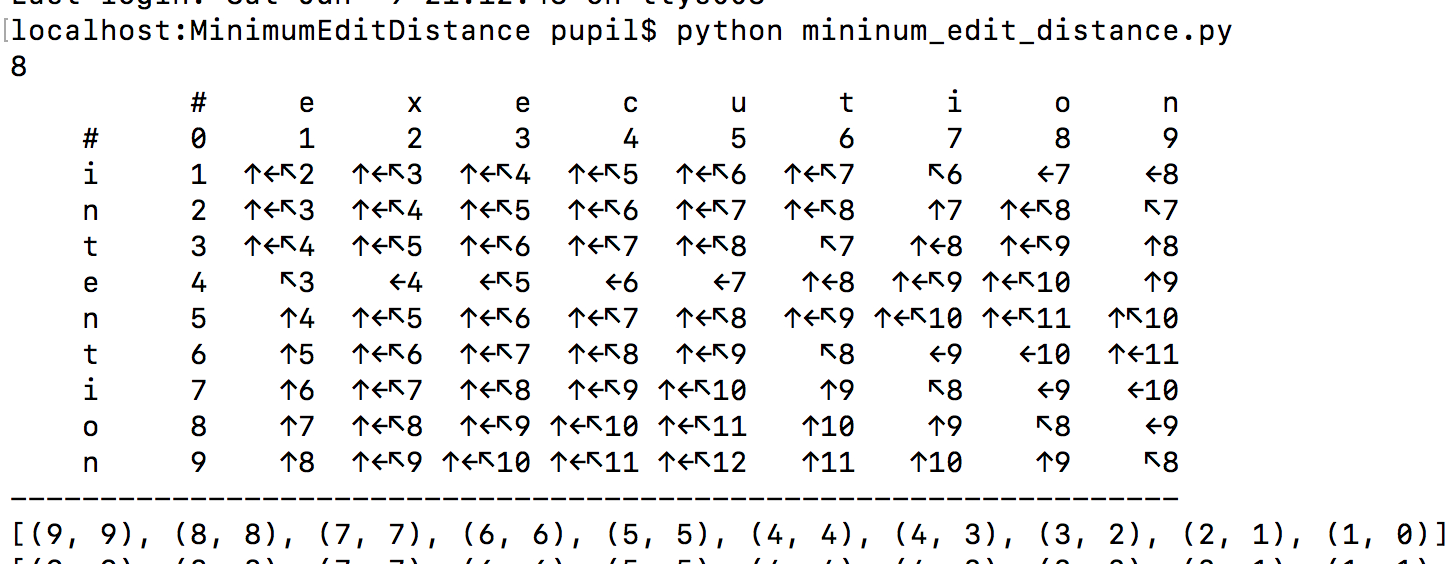 localhost:MinimumEditDistance pupil$ python mininum_edit_distance.py
8
# e x e c u t i o n
# 0 1 2 3 4 5 6 7 8 9
i 1 ↑←↖2 ↑←↖3 ↑←↖4 ↑←↖5 ↑←↖6 ↑←↖7 ↖6 ←7 ←8
n 2 ↑←↖3 ↑←↖4 ↑←↖5 ↑←↖6 ↑←↖7 ↑←↖8 ↑7 ↑←↖8 ↖7
t 3 ↑←↖4 ↑←↖5 ↑←↖6 ↑←↖7 ↑←↖8 ↖7 ↑←8 ↑←↖9 ↑8
e 4 ↖3 ←4 ←↖5 ←6 ←7 ↑←8 ↑←↖9 ↑←↖10 ↑9
n 5 ↑4 ↑←↖5 ↑←↖6 ↑←↖7 ↑←↖8 ↑←↖9 ↑←↖10 ↑←↖11 ↑↖10
t 6 ↑5 ↑←↖6 ↑←↖7 ↑←↖8 ↑←↖9 ↖8 ←9 ←10 ↑←11
i 7 ↑6 ↑←↖7 ↑←↖8 ↑←↖9 ↑←↖10 ↑9 ↖8 ←9 ←10
o 8 ↑7 ↑←↖8 ↑←↖9 ↑←↖10 ↑←↖11 ↑10 ↑9 ↖8 ←9
n 9 ↑8 ↑←↖9 ↑←↖10 ↑←↖11 ↑←↖12 ↑11 ↑10 ↑9 ↖8
-----------------------------------------------------------------
[(9, 9), (8, 8), (7, 7), (6, 6), (5, 5), (4, 4), (4, 3), (3, 2), (2, 1), (1, 0)]